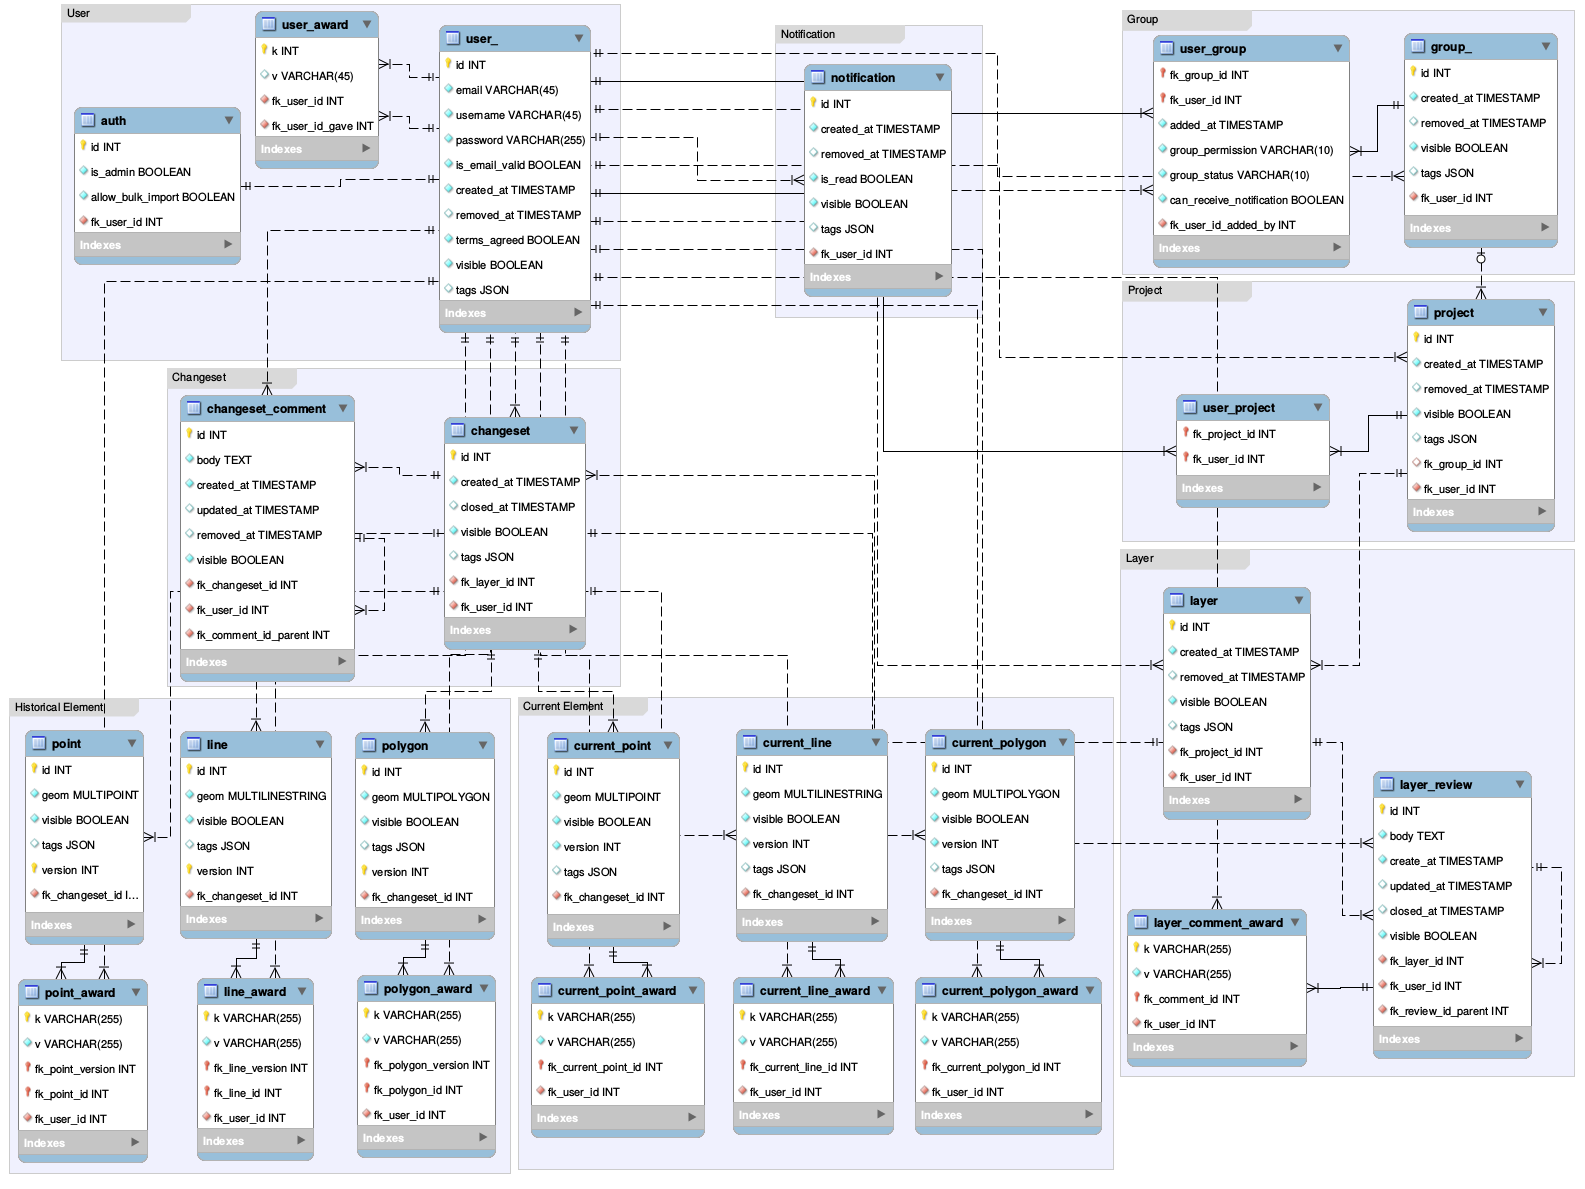 User
user_award
k INT
v VARCHAR(45)
fk_user_id INT
fk_user_id_gave INT
Indexes
user_
id INT
email VARCHAR(45)
username VARCHAR(45)
password VARCHAR(255)
is_email_valid BOOLEAN
created_at TIMESTAMP
removed_at TIMESTAMP
terms_agreed BOOLEAN
visible BOOLEAN
tags JSON
Indexes
auth
id INT
is_admin BOOLEAN
allow_bulk_import BOOLEAN
fk_user_id INT
Indexes
Notification
notification
id INT
created_at TIMESTAMP
removed_at TIMESTAMP
is_read BOOLEAN
visible BOOLEAN
tags JSON
fk_user_id INT
Indexes
Group
user_group
fk_group_id INT
fk_user_id INT
added_at TIMESTAMP
group_permission VARCHAR(10)
group_status VARCHAR(10)
can_receive_notification BOOLEAN
fk_user_id_added_by INT
Indexes
group_
id INT
created_at TIMESTAMP
removed_at TIMESTAMP
visible BOOLEAN
tags JSON
fk_user_id INT
Indexes
Project
project
id INT
created_at TIMESTAMP
removed_at TIMESTAMP
visible BOOLEAN
tags JSON
fk_group_id INT
fk_user_id INT
Indexes
user_project
fk_project_id INT
fk_user_id INT
Indexes
Changeset
changeset_comment
id INT
body TEXT
created_at TIMESTAMP
updated_at TIMESTAMP
removed_at TIMESTAMP
visible BOOLEAN
fk_changeset_id INT
fk_user_id INT
fk_comment_id_parent INT
Indexes
changeset
id INT
created_at TIMESTAMP
closed_at TIMESTAMP
visible BOOLEAN
tags JSON
fk_layer_id INT
fk_user_id INT
Indexes
Layer
layer
id INT
created_at TIMESTAMP
removed_at TIMESTAMP
visible BOOLEAN
tags JSON
fk_project_id INT
fk_user_id INT
Indexes
layer_review
id INT
body TEXT
create_at TIMESTAMP
updated_at TIMESTAMP
closed_at TIMESTAMP
visible BOOLEAN
fk_layer_id INT
fk_user_id INT
fk_review_id_parent INT
Indexes
layer_comment_award
k VARCHAR(255)
v VARCHAR(255)
fk_comment_id INT
fk_user_id INT
Indexes
Historical Element
point
id INT
geom MULTIPOINT
visible BOOLEAN
tags JSON
version INT
fk_changeset_id I...
Indexes
line
id INT
geom MULTILINESTRING
visible BOOLEAN
tags JSON
version INT
fk_changeset_id INT
Indexes
polygon
id INT
geom MULTIPOLYGON
visible BOOLEAN
tags JSON
version INT
fk_changeset_id INT
Indexes
point_award
k VARCHAR(255)
v VARCHAR(255)
fk_point_version INT
fk_point_id INT
fk_user_id INT
Indexes
line_award
k VARCHAR(255)
v VARCHAR(255)
fk_line_version INT
fk_line_id INT
fk_user_id INT
Indexes
polygon_award
k VARCHAR(255)
v VARCHAR(255)
fk_polygon_version INT
fk_polygon_id INT
fk_user_id INT
Indexes
Current Element
current_point
id INT
geom MULTIPOINT
visible BOOLEAN
version INT
tags JSON
fk_changeset_id INT
Indexes
current_line
id INT
geom MULTILINESTRING
visible BOOLEAN
version INT
tags JSON
fk_changeset_id INT
Indexes
current_polygon
id INT
geom MULTIPOLYGON
visible BOOLEAN
version INT
tags JSON
fk_changeset_id INT
Indexes
current_point_award
k VARCHAR(255)
v VARCHAR(255)
fk_current_point_id INT
fk_user_id INT
Indexes
current_line_award
k VARCHAR(255)
v VARCHAR(255)
fk_current_line_id INT
fk_user_id INT
Indexes
current_polygon_award
k VARCHAR(255)
v VARCHAR(255)
fk_current_polygon_id INT
fk_user_id INT
Indexes